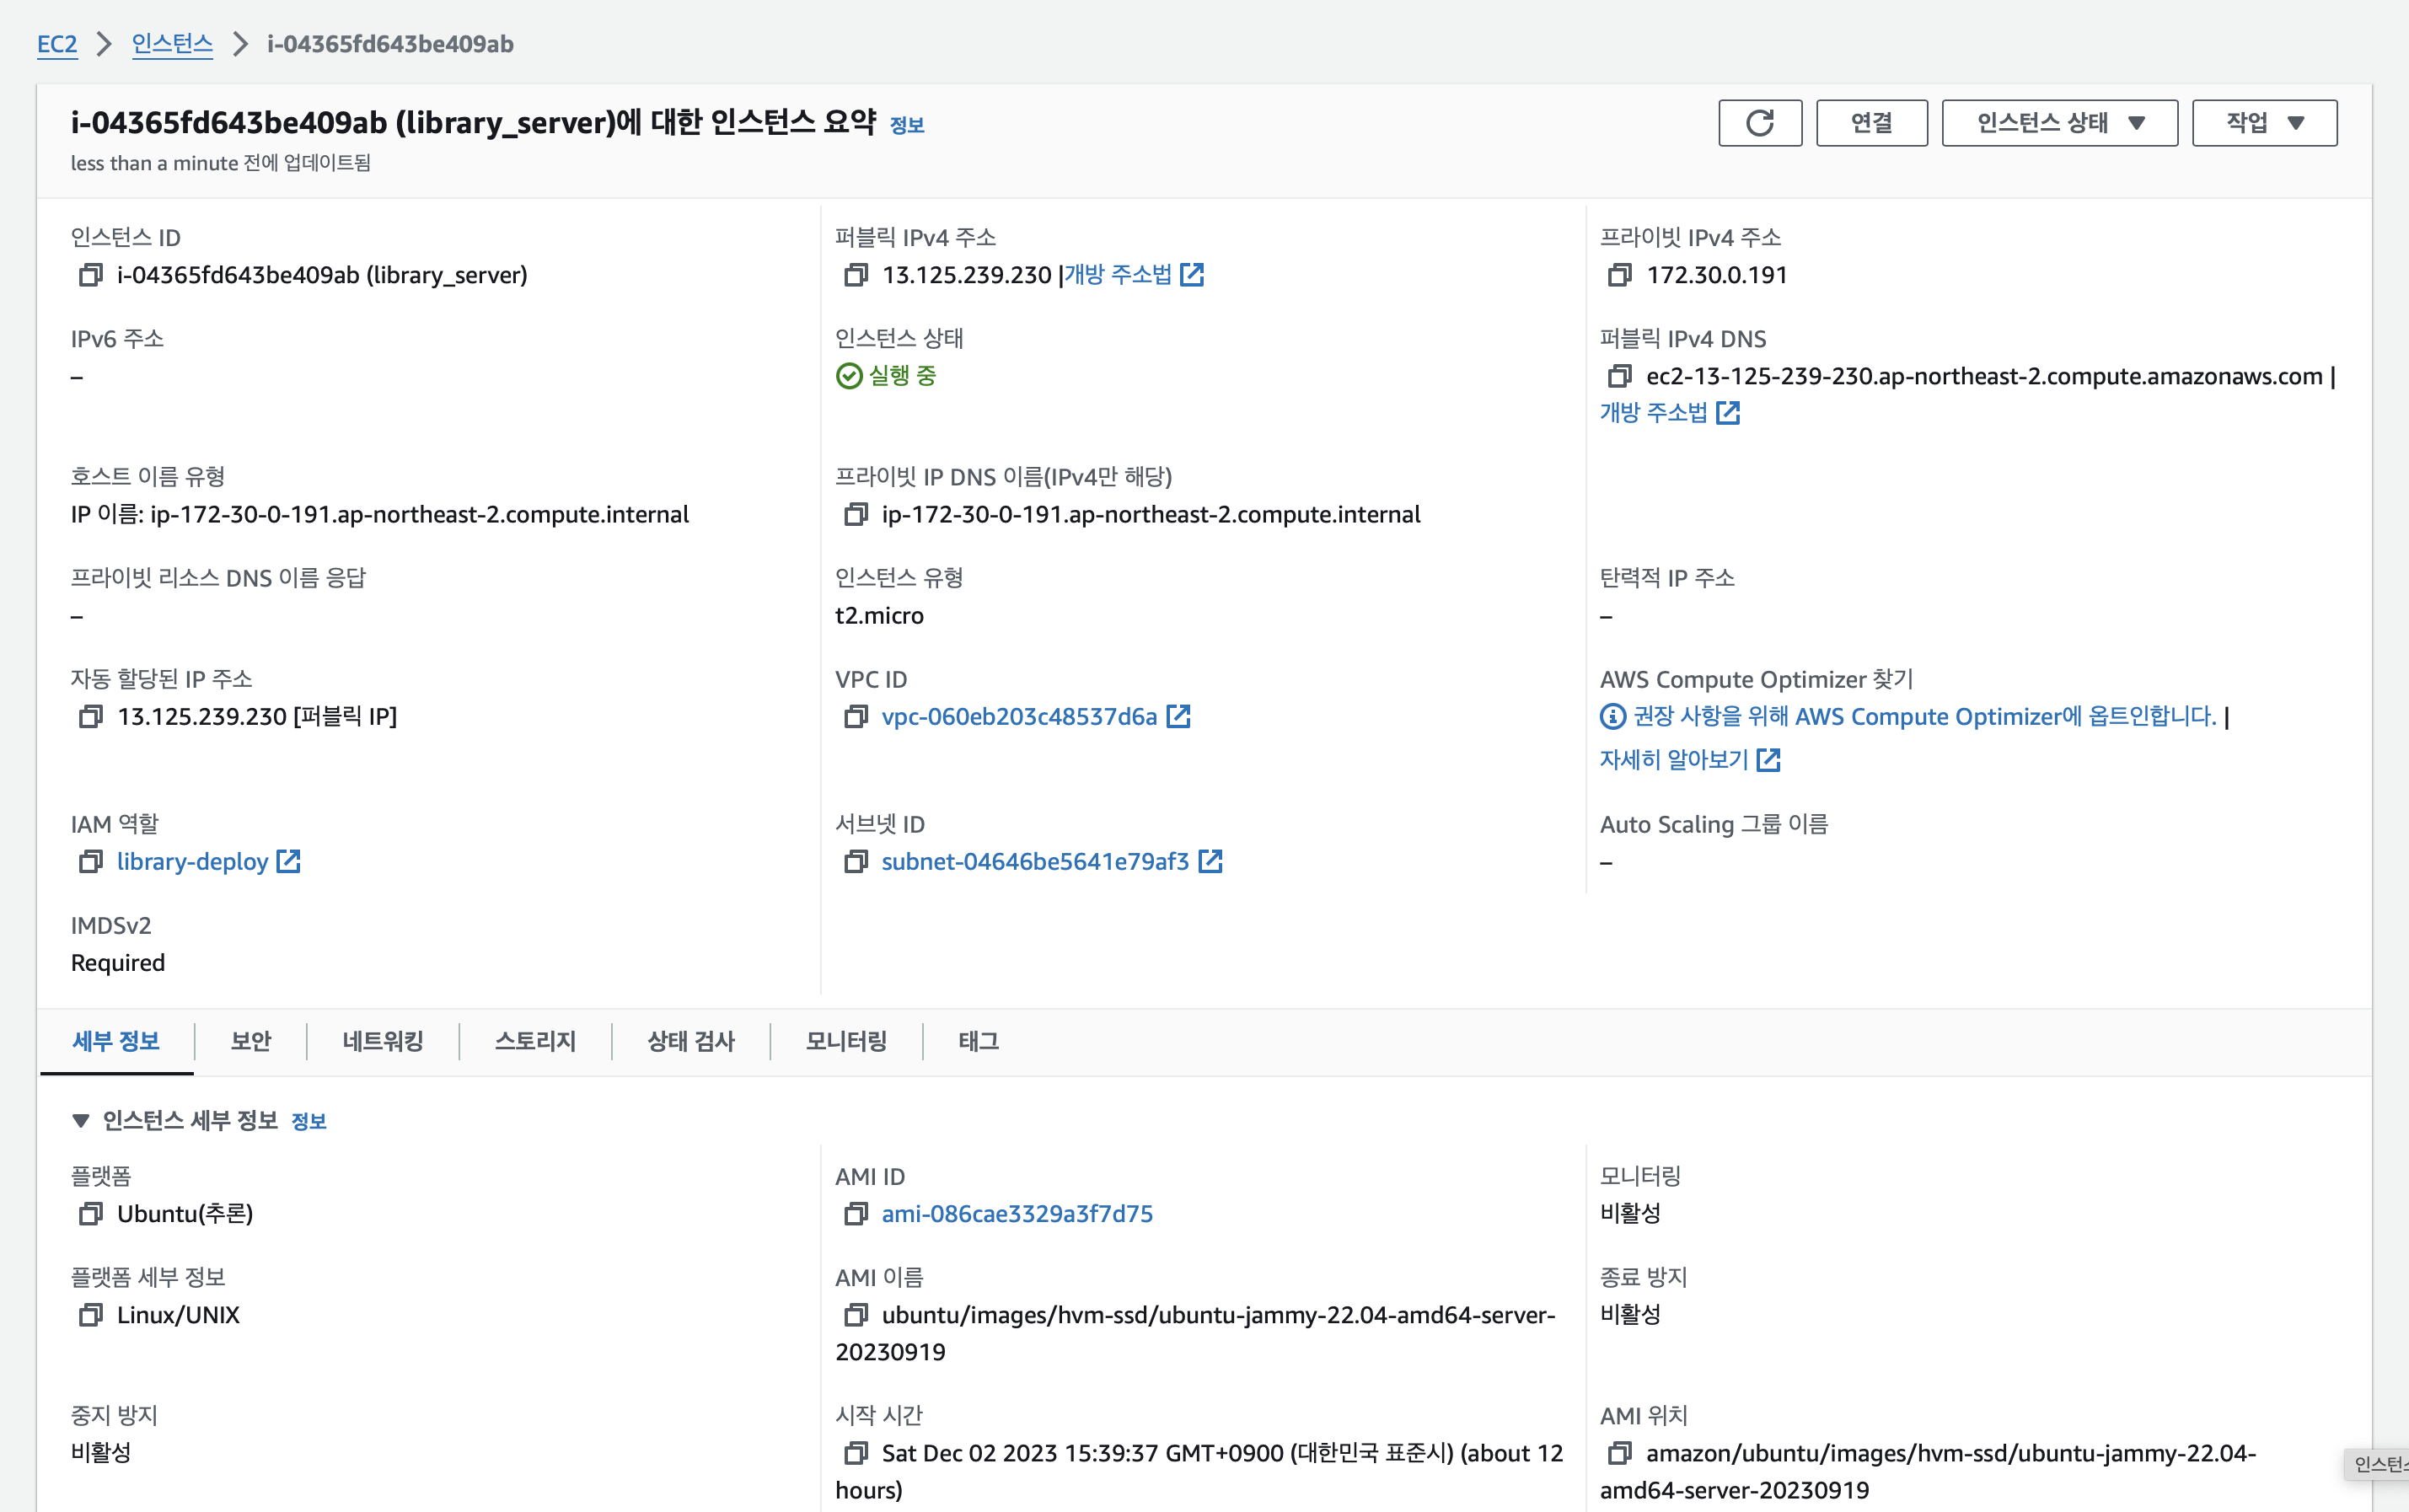 EC2 > 인스턴스 > i-04365fd643be409ab
i-04365fd643be409ab (library_server)에 대한 인스턴스 요약 정보
연결
인스턴스 상태
작업
less than a minute 전에 업데이트됨
인스턴스 ID
i-04365fd643be409ab (library_server)
퍼블릭 IPv4 주소
13.125.239.230 |개방 주소법
프라이빗 IPv4 주소
172.30.0.191
IPv6 주소
–
인스턴스 상태
실행 중
퍼블릭 IPv4 DNS
ec2-13-125-239-230.ap-northeast-2.compute.amazonaws.com |
개방 주소법
호스트 이름 유형
IP 이름: ip-172-30-0-191.ap-northeast-2.compute.internal
프라이빗 IP DNS 이름(IPv4만 해당)
ip-172-30-0-191.ap-northeast-2.compute.internal
프라이빗 리소스 DNS 이름 응답
–
인스턴스 유형
t2.micro
탄력적 IP 주소
–
자동 할당된 IP 주소
13.125.239.230 [퍼블릭 IP]
VPC ID
vpc-060eb203c48537d6a
AWS Compute Optimizer 찾기
권장 사항을 위해 AWS Compute Optimizer에 옵트인합니다. |
자세히 알아보기
IAM 역할
library-deploy
서브넷 ID
subnet-04646be5641e79af3
Auto Scaling 그룹 이름
–
IMDSv2
Required
세부 정보
보안
네트워킹
스토리지
상태 검사
모니터링
태그
인스턴스 세부 정보 정보
플랫폼
Ubuntu(추론)
AMI ID
ami-086cae3329a3f7d75
모니터링
비활성
플랫폼 세부 정보
Linux/UNIX
AMI 이름
ubuntu/images/hvm-ssd/ubuntu-jammy-22.04-amd64-server-
20230919
종료 방지
비활성
중지 방지
비활성
시작 시간
Sat Dec 02 2023 15:39:37 GMT+0900 (대한민국 표준시) (about 12
hours)
AMI 위치
amazon/ubuntu/images/hvm-ssd/ubuntu-jammy-22.04-
amd64-server-20230919